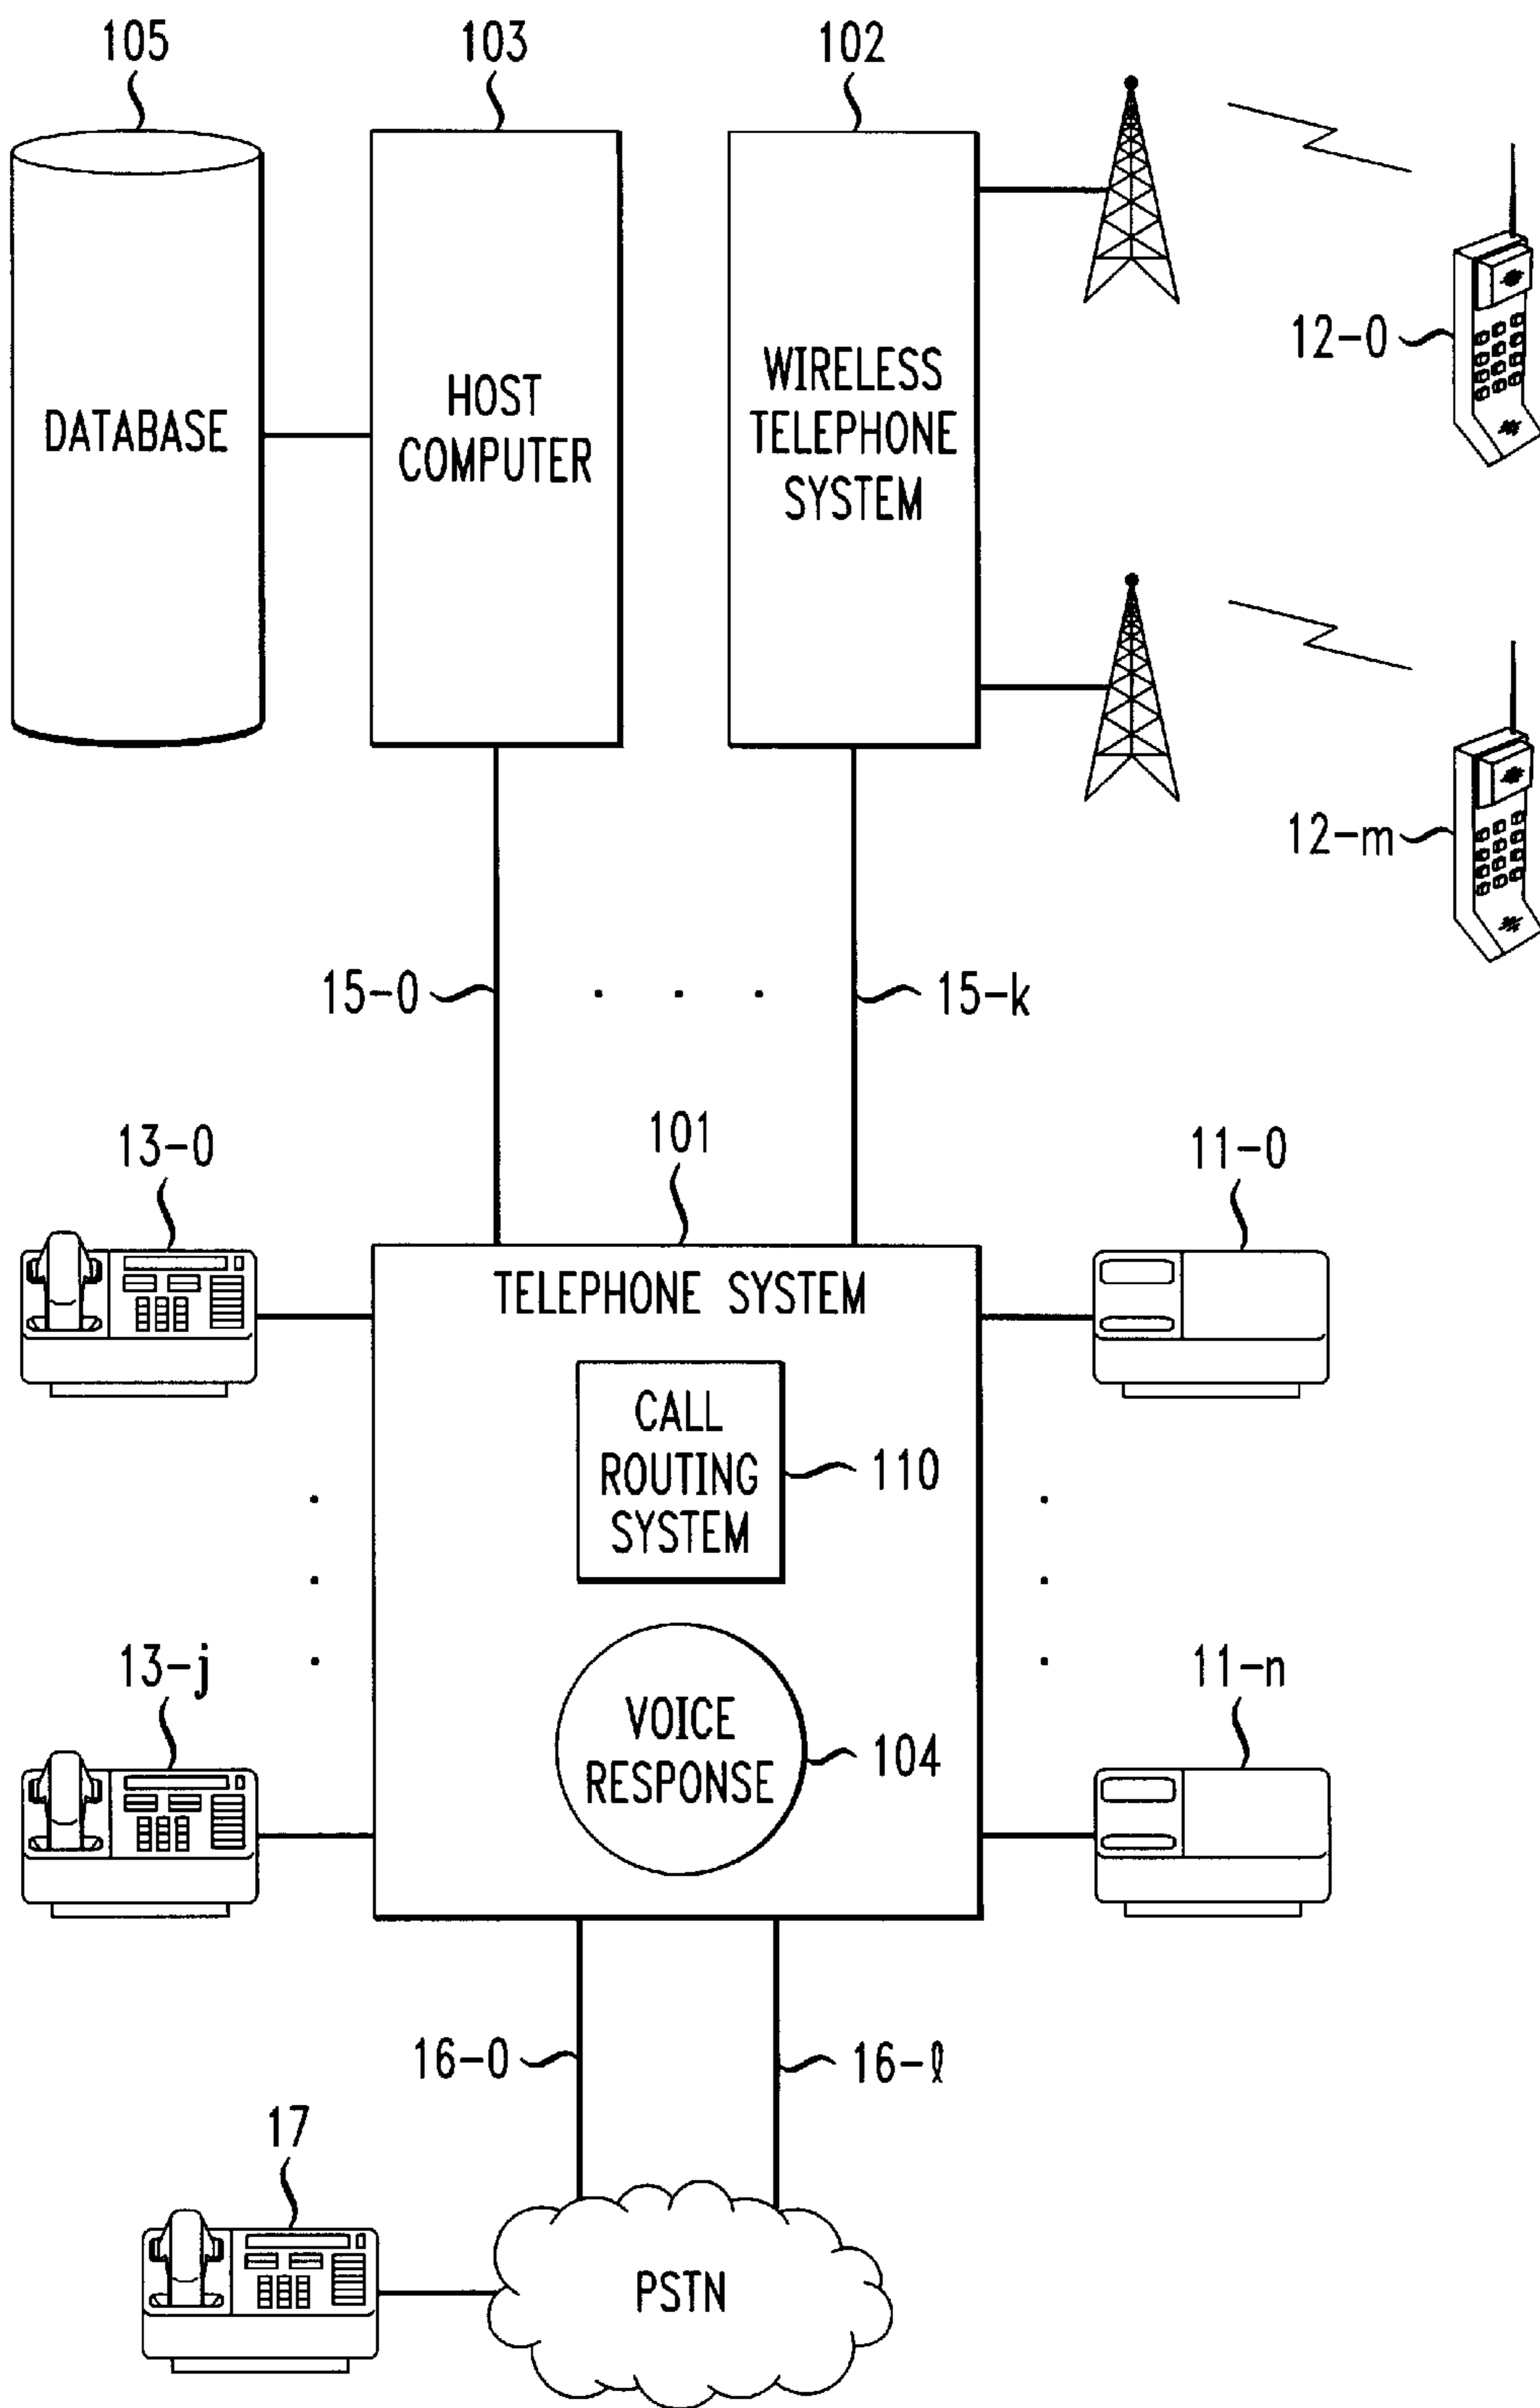 105
103
102
DATABASE
HOST
COMPUTER
WIRELESS
TELEPHONE
SYSTEM
12-0
12-m
15-0
15-k
13-0
101
11-0
TELEPHONE SYSTEM
CALL
ROUTING
SYSTEM
110
13-j
11-n
VOICE
RESPONSE
104
16-0
16-ℓ
17
PSTN